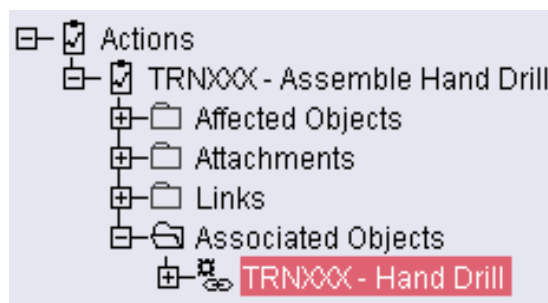 Actions
TRNXXX - Assemble Hand Drill
Affected Objects
Attachments
Links
Associated Objects
TRNXXX - Hand Drill